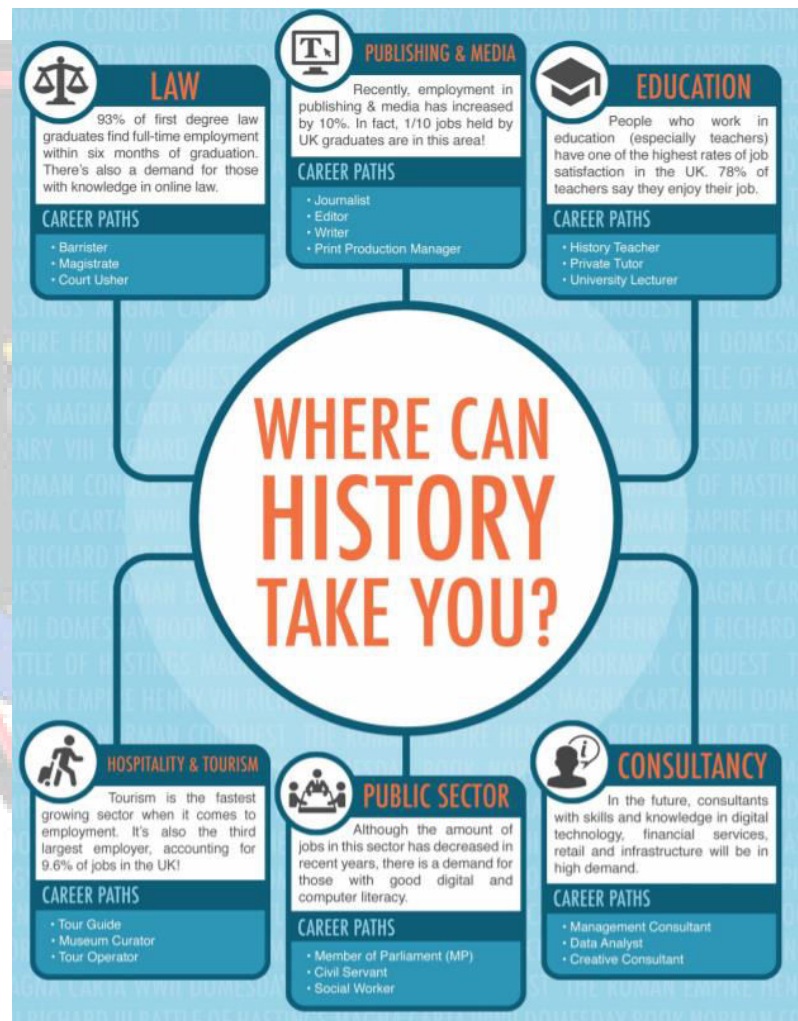 LAW
93% of first degree law
graduates find full-time employment
within six months of graduation.
There's also a demand for those
with knowledge in online law.
CAREER PATHS
• Barrister
• Magistrate
• Court Usher
T
PUBLISHING & MEDIA
Recently, employment in
publishing & media has increased
by 10%. In fact, 1/10 jobs held by
UK graduates are in this area!
CAREER PATHS
• Journalist
• Editor
• Writer
• Print Production Manager
EDUCATION
People who work in
education (especially teachers)
have one of the highest rates of job
satisfaction in the UK. 78% of
teachers say they enjoy their job.
CAREER PATHS
• History Teacher
• Private Tutor
• University Lecturer
WHERE CAN
HISTORY
TAKE YOU?
HOSPITALITY & TOURISM
Tourism is the fastest
growing sector when it comes to
employment. It's also the third
largest employer, accounting for
9.6% of jobs in the UK!
CAREER PATHS
• Tour Guide
• Museum Curator
• Tour Operator
PUBLIC SECTOR
Although the amount of
jobs in this sector has decreased in
recent years, there is a demand for
those with good digital and
computer literacy.
CAREER PATHS
• Member of Parliament (MP)
• Civil Servant
• Social Worker
i
CONSULTANCY
In the future, consultants
with skills and knowledge in digital
technology, financial services,
retail and infrastructure will be in
high demand.
CAREER PATHS
• Management Consultant
• Data Analyst
• Creative Consultant